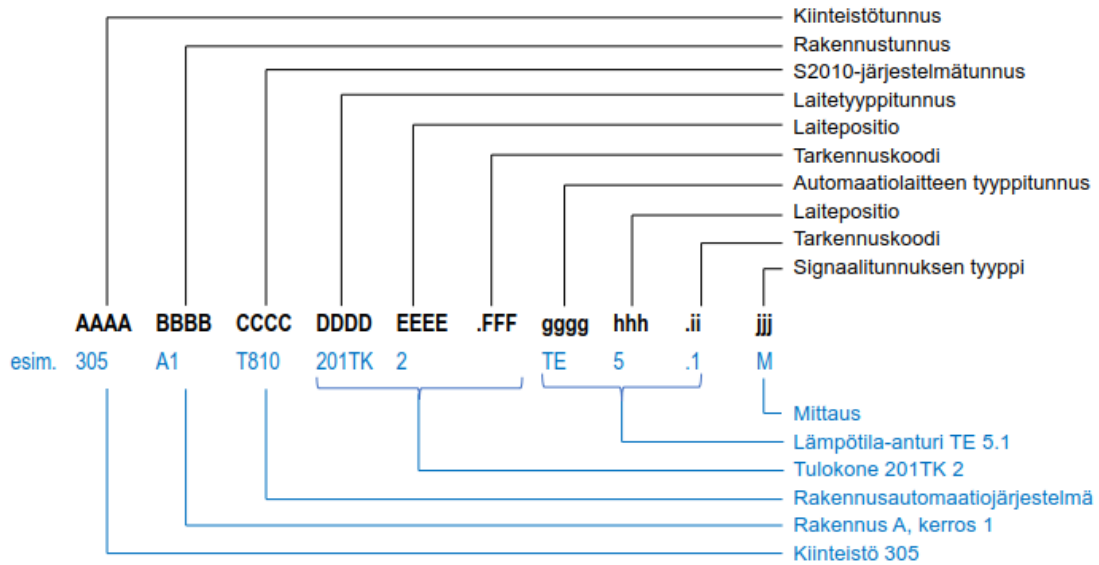 Kiinteistötunnus
Rakennustunnus
S2010-järjestelmätunnus
Laitetyyppitunnus
Laitepositio
Tarkennuskoodi
Automaatiolaitteen tyyppitunnus
Laitepositio
Tarkennuskoodi
Signaalitunnuksen tyyppi
AAAA BBBB CCCC DDDD EEEE .FFF gggg hhh .ii jjj
esim. 305 A1 T810 201TK 2 TE 5 .1 M
Mittaus
Lämpötila-anturi TE 5.1
Tulokone 201TK 2
Rakennusautomaatiojärjestelmä
Rakennus A, kerros 1
Kiinteistö 305